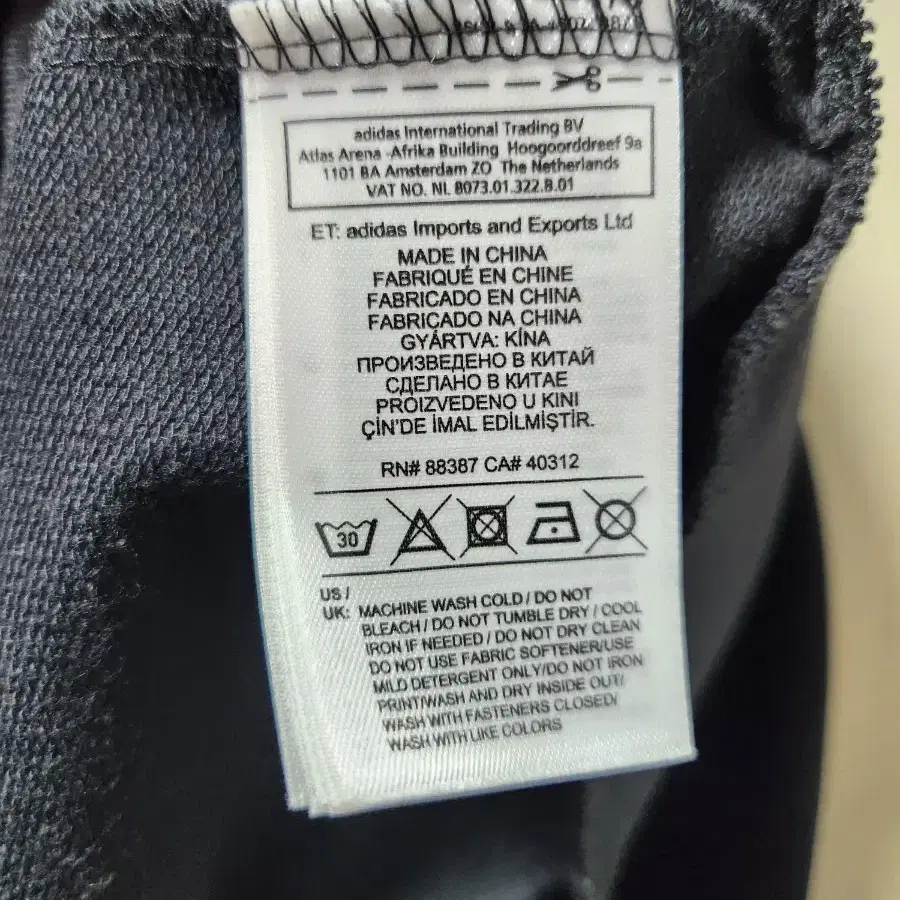 adidas International Trading BV
Atlas Arena -Afrika Building Hoogoorddreef 9a
1101 BA Amsterdam ZO The Netherlands
VAT NO. NL 8073.01.322.B.01
ET: adidas Imports and Exports Ltd
MADE IN CHINA
FABRIQUÉ EN CHINE
FABRICADO EN CHINA
FABRICADO NA CHINA
GYÁRTVA: KÍNA
ПРОИЗВЕДЕНО В КИТАЙ
СДЕЛАНО В КИТАЕ
PROIZVEDENO U KINI
ÇİN'DE İMAL EDİLMİŞTİR.
RN# 88387 CA# 40312
30
US /
UK: MACHINE WASH COLD / DO NOT
BLEACH / DO NOT TUMBLE DRY / COOL
IRON IF NEEDED / DO NOT DRY CLEAN
DO NOT USE FABRIC SOFTENER/USE
MILD DETERGENT ONLY/DO NOT IRON
PRINT/WASH AND DRY INSIDE OUT/
WASH WITH FASTENERS CLOSED/
WASH WITH LIKE COLORS